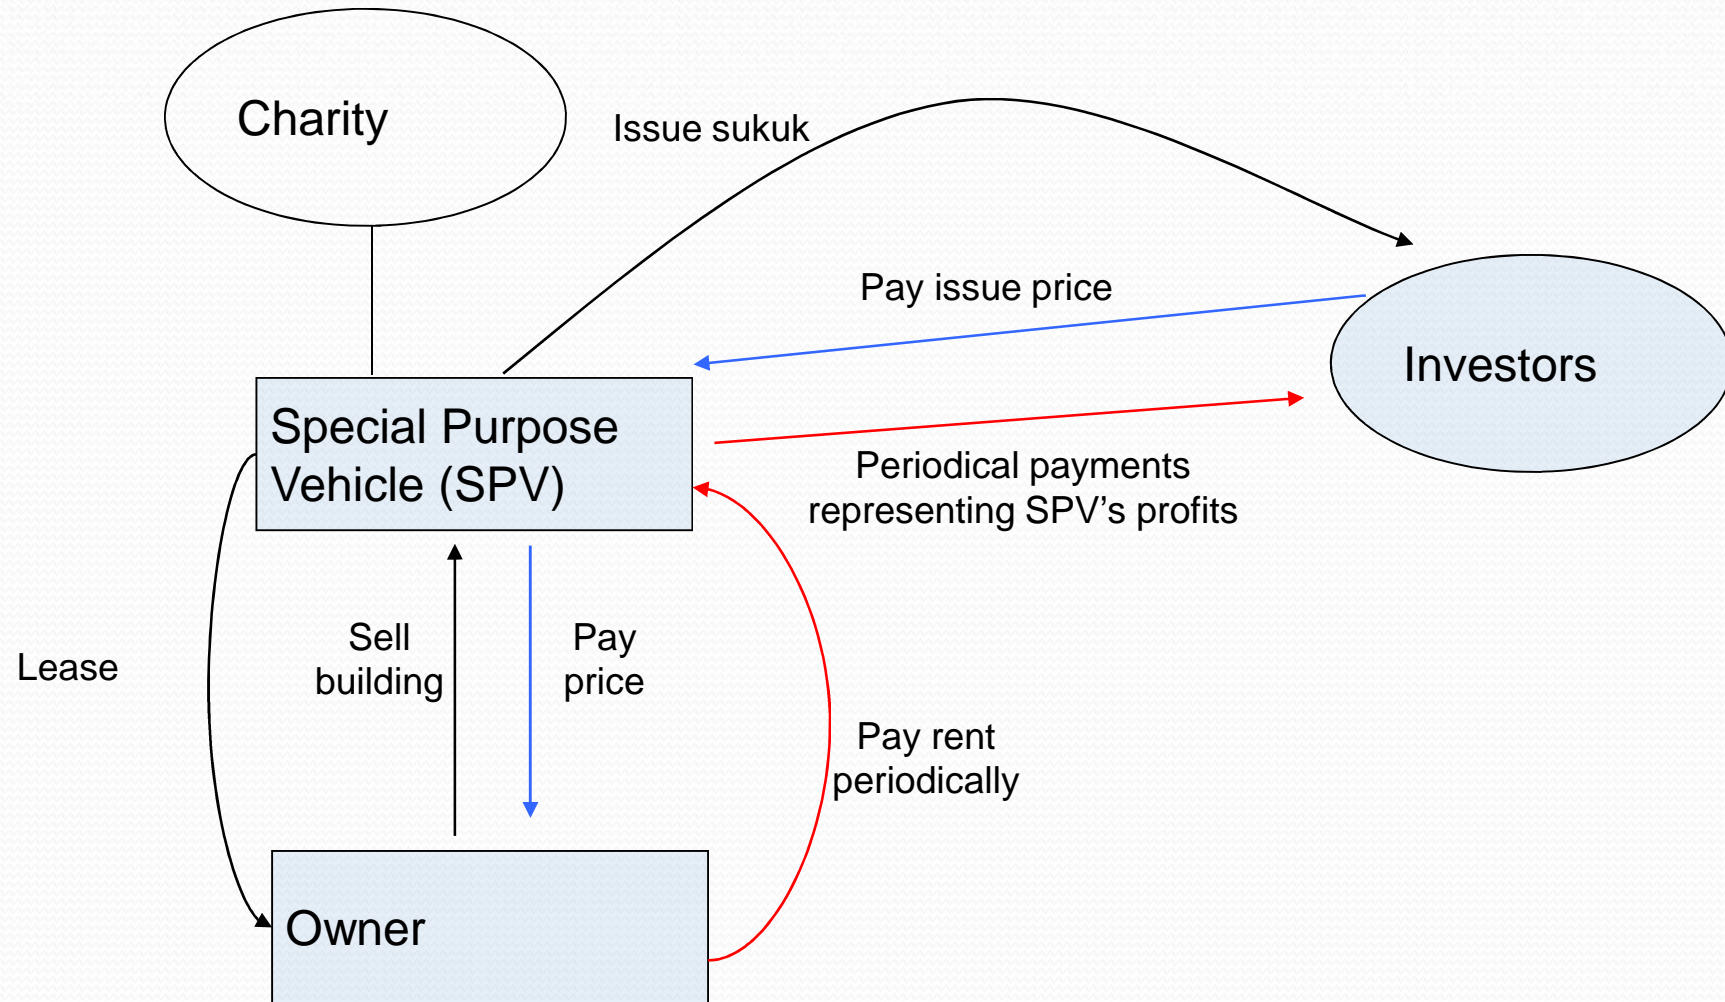 Charity
Issue sukuk
Pay issue price
Investors
Special Purpose
Vehicle (SPV)
Periodical payments
representing SPV’s profits
Lease
Sell
building
Pay
price
Pay rent
periodically
Owner